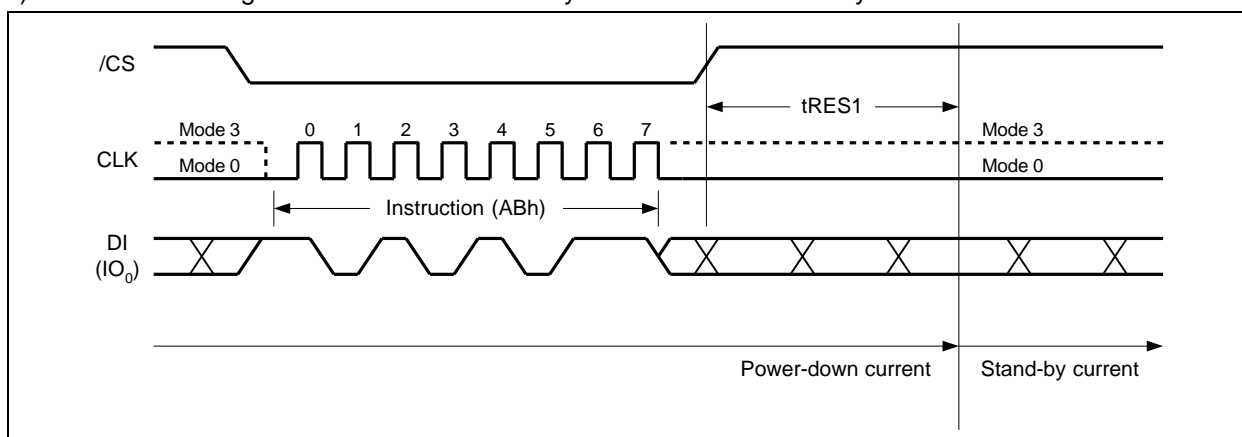 /CS
tRES1
Mode 3 0 1 2 3 4 5 6 7 Mode 3
CLK
Mode 0 Mode 0
Instruction (ABh)
DI
(IO₀)
Power-down current Stand-by current